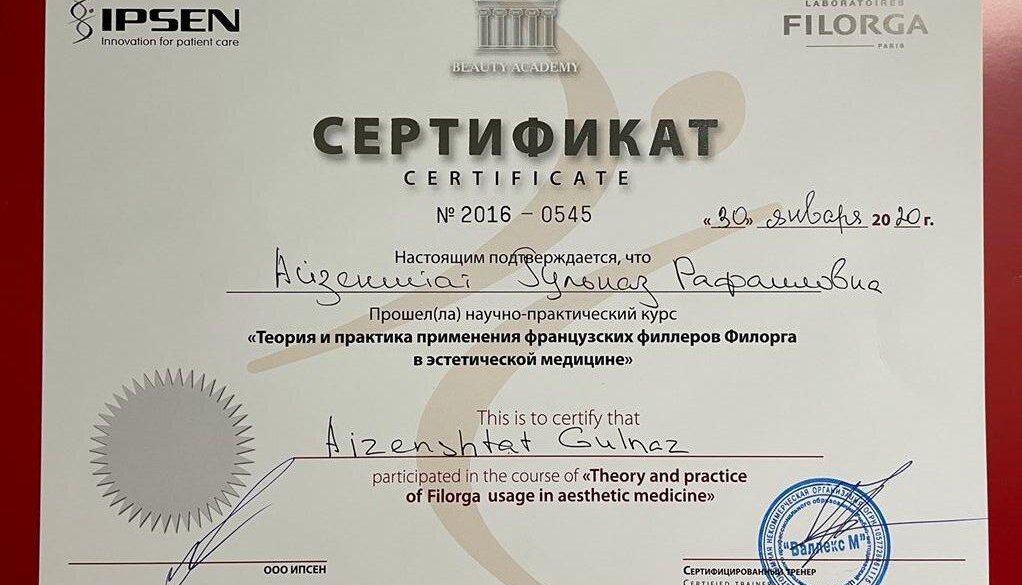 IPSEN
Innovation for patient care
BEAUTY ACADEMY
LABORATOIRES
FILORGA
PARIS
СЕРТИФИКАТ
CERTIFICATE
№ 2016 – 0545
«30» января 2020 г.
Настоящим подтверждается, что
Айзенштат Гульназ Рафаиловна
Прошел(ла) научно-практический курс
«Теория и практика применения французских филлеров Филорга
в эстетической медицине»
This is to certify that
Aizenshtat Gulnaz
participated in the course of «Theory and practice
of Filorga usage in aesthetic medicine»
ООО ИПСЕН
"Валлекс М"
Сертифицированный тренер
Certified trainer